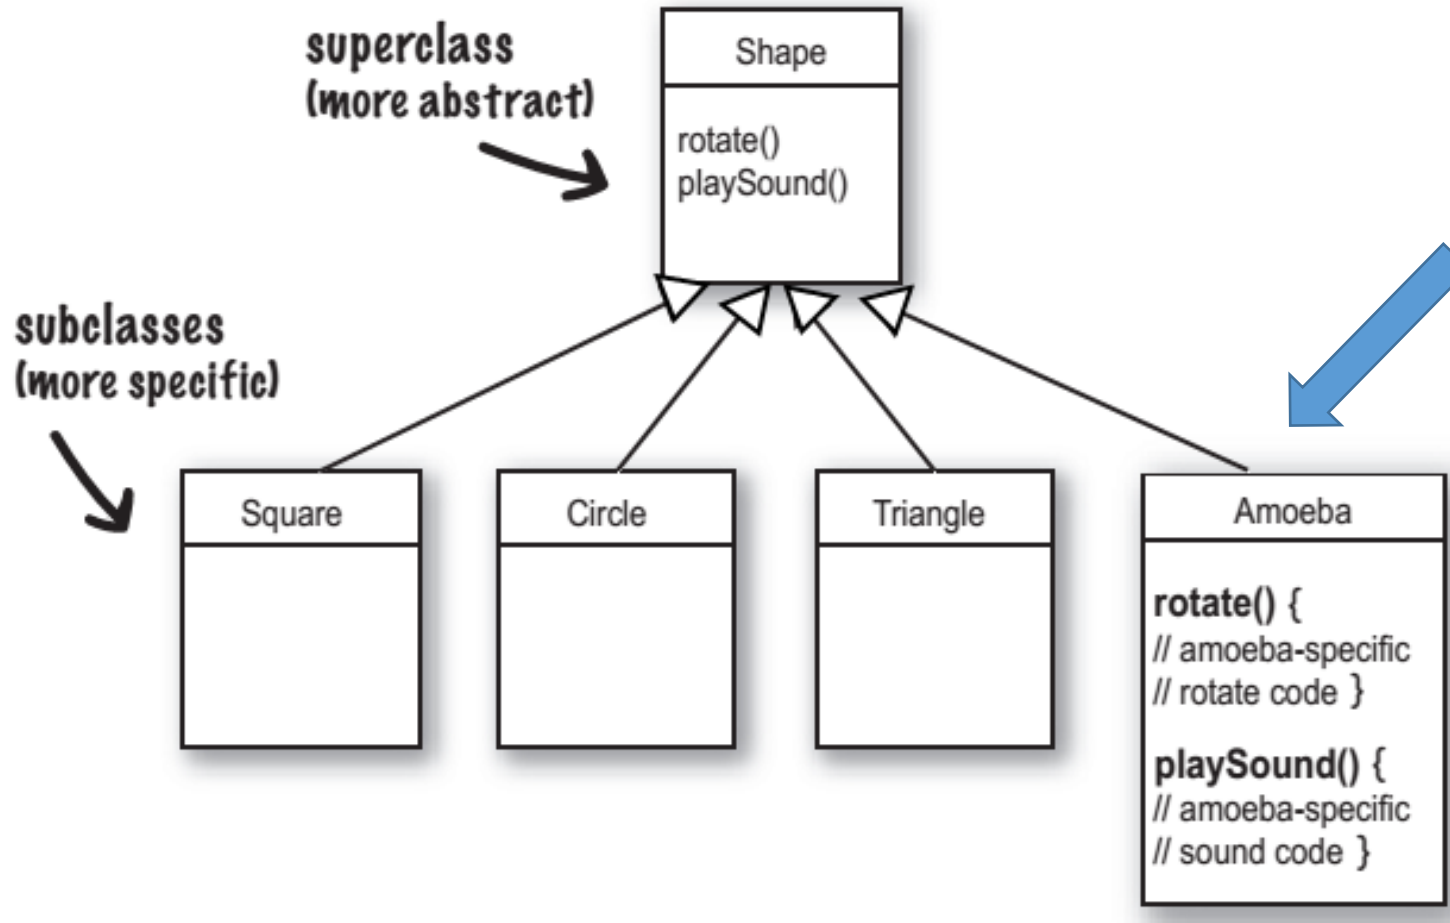 superclass
(more abstract)
Shape
rotate()
playSound()
subclasses
(more specific)
Square
Circle
Triangle
Amoeba
rotate() {
// amoeba-specific
// rotate code }
playSound() {
// amoeba-specific
// sound code }